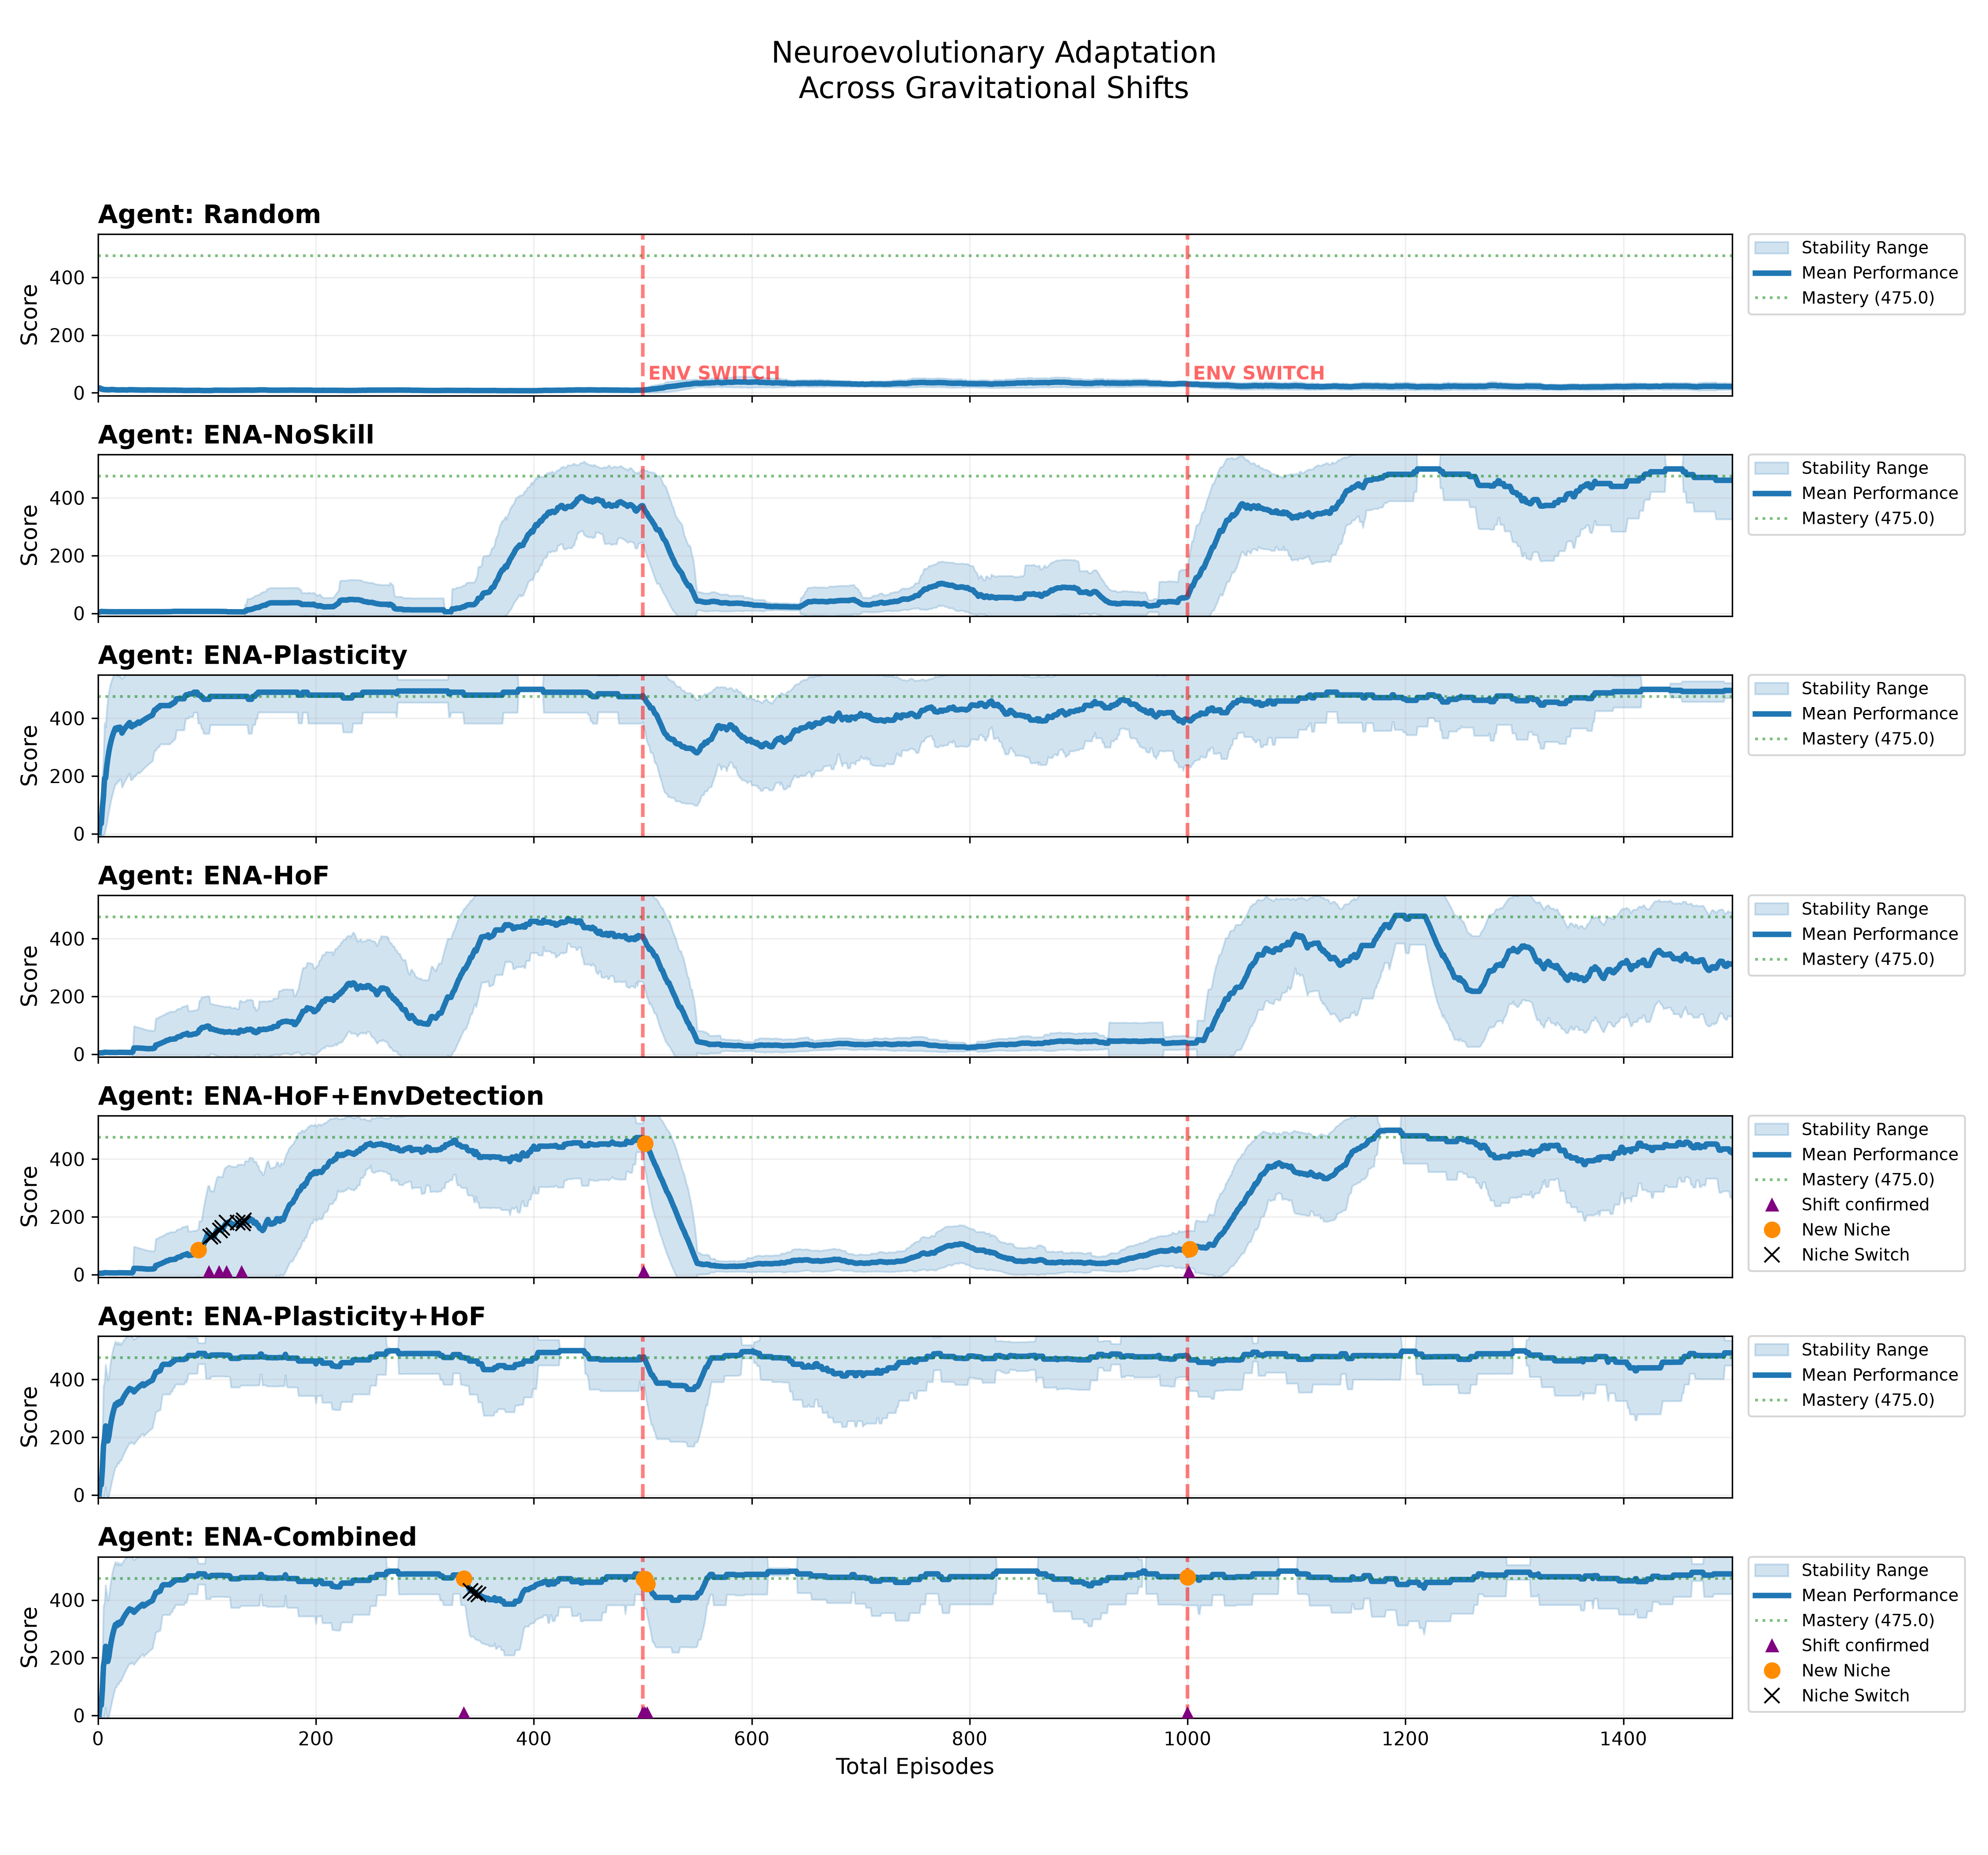 Neuroevolutionary Adaptation
Across Gravitational Shifts
Agent: Random
Score
400
200
0
ENV SWITCH
ENV SWITCH
Stability Range
Mean Performance
Mastery (475.0)
Agent: ENA-NoSkill
Score
400
200
0
Stability Range
Mean Performance
Mastery (475.0)
Agent: ENA-Plasticity
Score
400
200
0
Stability Range
Mean Performance
Mastery (475.0)
Agent: ENA-HoF
Score
400
200
0
Stability Range
Mean Performance
Mastery (475.0)
Agent: ENA-HoF+EnvDetection
Score
400
200
0
Stability Range
Mean Performance
Mastery (475.0)
Shift confirmed
New Niche
Niche Switch
Agent: ENA-Plasticity+HoF
Score
400
200
0
Stability Range
Mean Performance
Mastery (475.0)
Agent: ENA-Combined
Score
400
200
0
Stability Range
Mean Performance
Mastery (475.0)
Shift confirmed
New Niche
Niche Switch
0 200 400 600 800 1000 1200 1400
Total Episodes